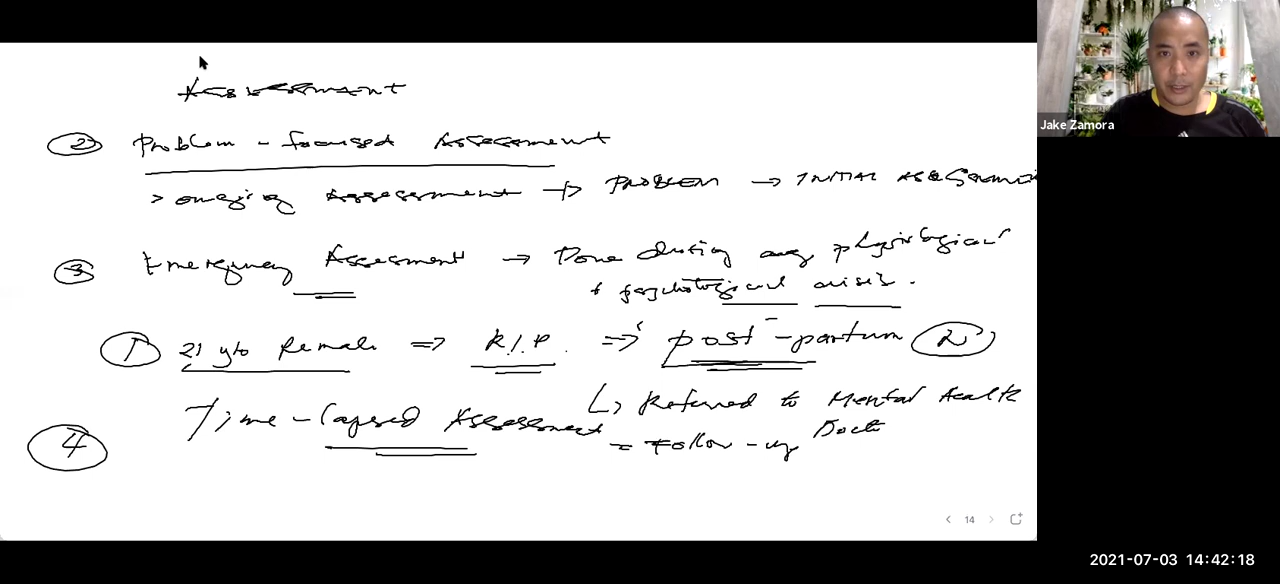 Assessment
② Problem - focused Assessment
> ongoing Assessment → PROBLEM → INITIAL ASSESSMENT
③ Emergency Assessment → Done during any physiological
+ psychological crisis.
① 21 y/o Female ⇒ R.I.P. ⇒ post-partum ②
④ Time-lapsed Assessment
↳ Referred to Mental Health
= Follow-up
Jake Zamora
14
2021-07-03 14:42:18